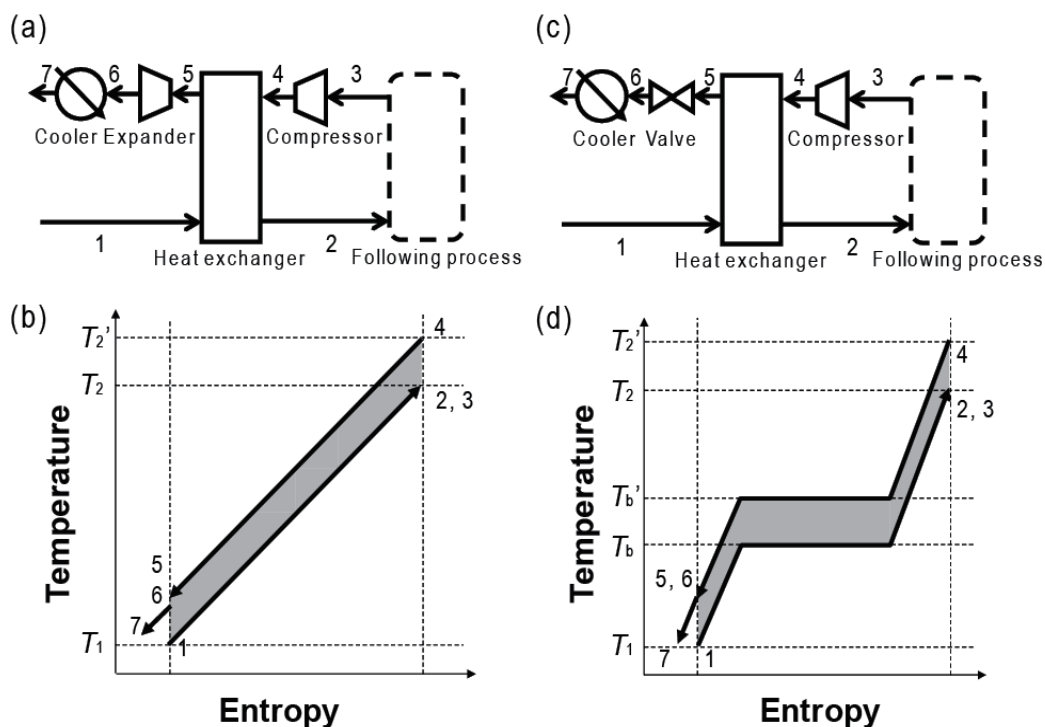 (a)
7 6 5 4 3
Cooler Expander Compressor
1 2
Heat exchanger Following process
(b)
T2'
T2
T1
4
2, 3
5
6
7
1
Temperature
Entropy
(c)
7 6 5 4 3
Cooler Valve Compressor
1 2
Heat exchanger Following process
(d)
T2'
T2
Tb'
Tb
T1
4
2, 3
5, 6
7
1
Temperature
Entropy